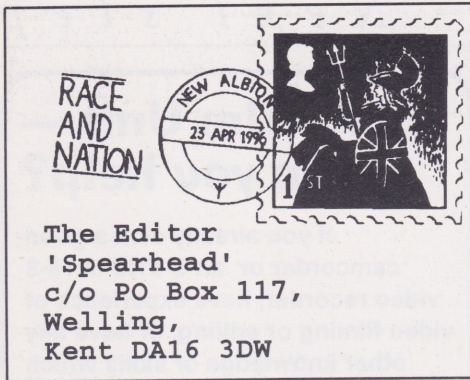 RACE
AND
NATION
NEW ALBION
23 APR 1996
1ST
The Editor
'Spearhead'
c/o PO Box 117,
Welling,
Kent DA16 3DW